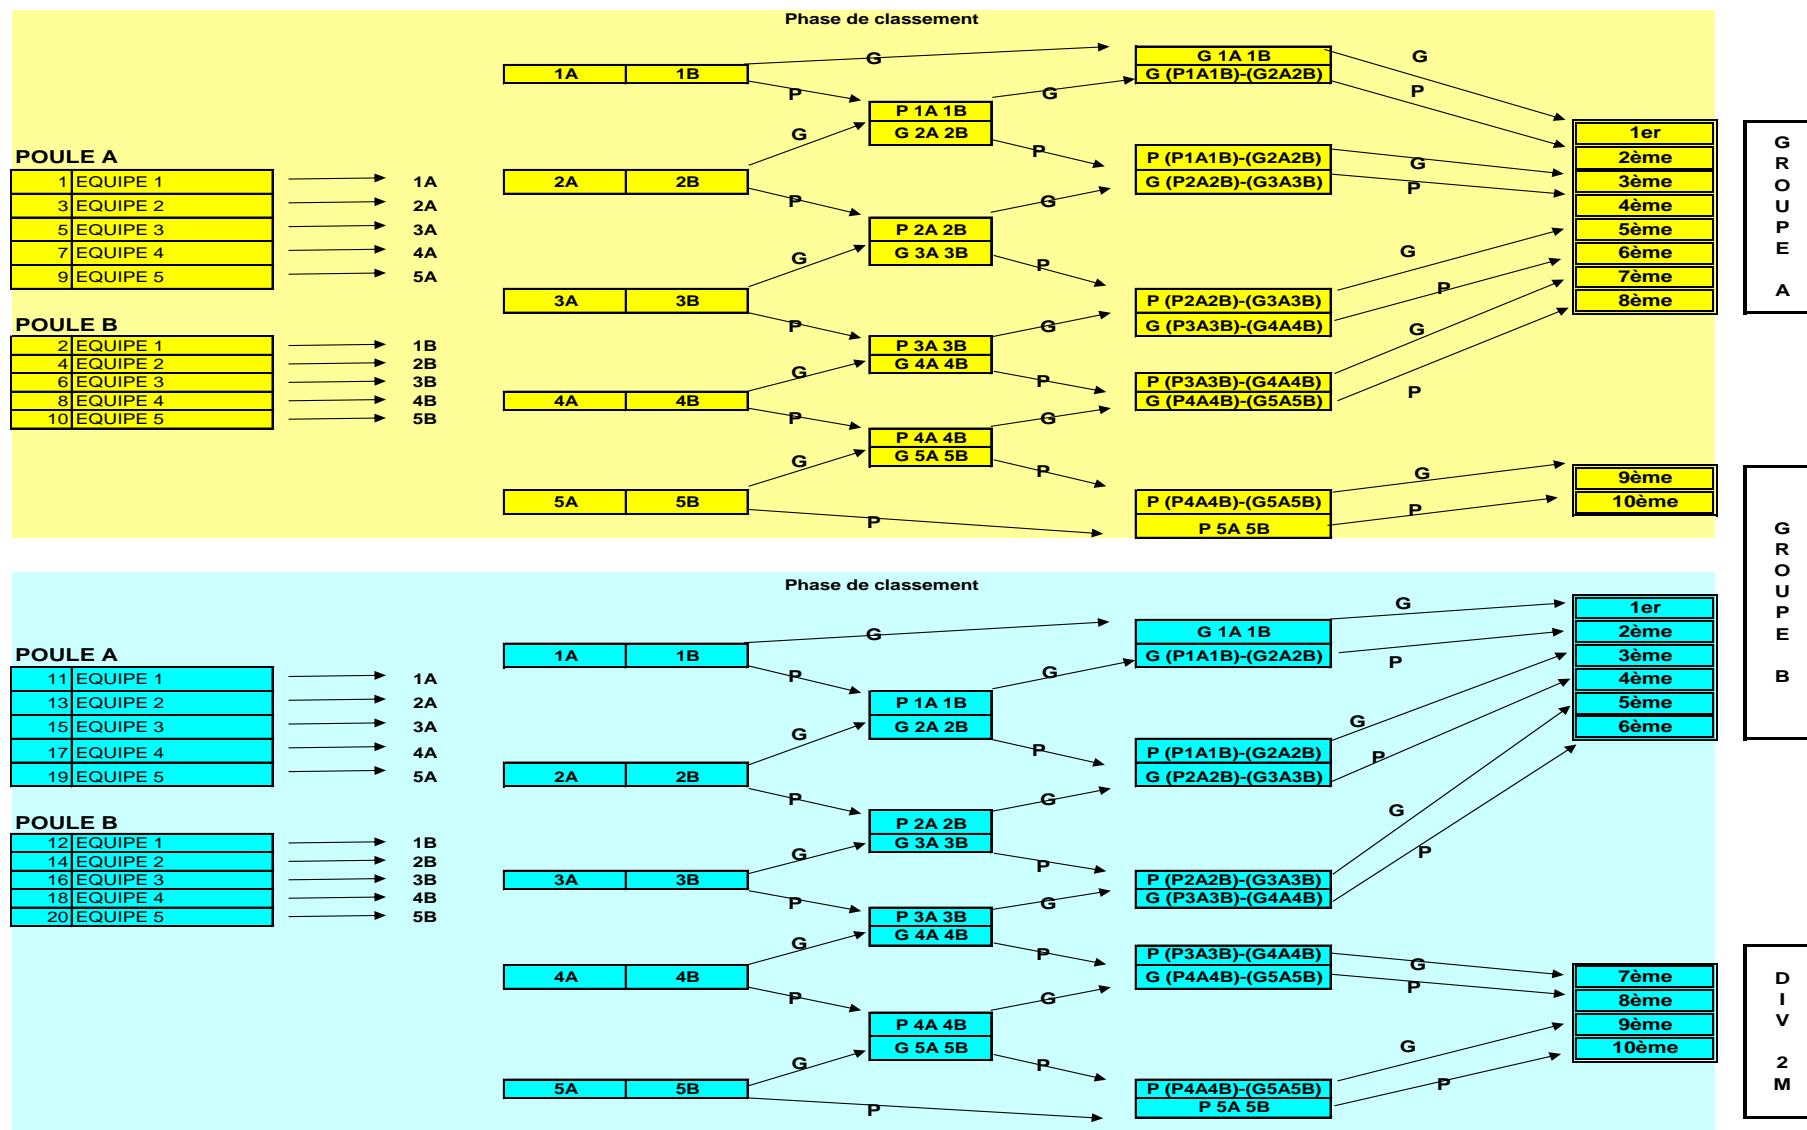 Phase de classement
G
G 1A 1B
G
1A 1B
G (P1A1B)-(G2A2B)
P
G
P
P 1A 1B
G 2A 2B
G
P
1er
POULE A
P (P1A1B)-(G2A2B)
G
2ème
1 EQUIPE 1
1A
2A 2B
G (P2A2B)-(G3A3B)
P
3ème
3 EQUIPE 2
2A
P
G
4ème
5 EQUIPE 3
3A
P 2A 2B
5ème
7 EQUIPE 4
4A
G
G 3A 3B
P
G
6ème
9 EQUIPE 5
5A
7ème
3A 3B
P (P2A2B)-(G3A3B)
P
8ème
POULE B
P
G
G (P3A3B)-(G4A4B)
G
2 EQUIPE 1
1B
P 3A 3B
4 EQUIPE 2
2B
G
G 4A 4B
6 EQUIPE 3
3B
P
P (P3A3B)-(G4A4B)
8 EQUIPE 4
4B
4A 4B
G (P4A4B)-(G5A5B)
P
10 EQUIPE 5
5B
P
G
P 4A 4B
G 5A 5B
G
P
G
9ème
5A 5B
P (P4A4B)-(G5A5B)
P
10ème
P
P 5A 5B
G
R
O
U
P
E
A
G
R
O
U
P
E
B
Phase de classement
G
1er
G
G 1A 1B
2ème
POULE A
1A 1B
G (P1A1B)-(G2A2B)
P
3ème
11 EQUIPE 1
1A
P
G
4ème
13 EQUIPE 2
2A
P 1A 1B
5ème
15 EQUIPE 3
3A
G
G 2A 2B
G
6ème
17 EQUIPE 4
4A
P
P (P1A1B)-(G2A2B)
P
19 EQUIPE 5
5A
2A 2B
G (P2A2B)-(G3A3B)
P
G
G
POULE B
P 2A 2B
12 EQUIPE 1
1B
G 3A 3B
14 EQUIPE 2
2B
G
P
P
16 EQUIPE 3
3B
3A 3B
P (P2A2B)-(G3A3B)
18 EQUIPE 4
4B
P
G
G (P3A3B)-(G4A4B)
20 EQUIPE 5
5B
P 3A 3B
G
G 4A 4B
P
P (P3A3B)-(G4A4B)
G
4A 4B
G (P4A4B)-(G5A5B)
P
7ème
P
G
8ème
P 4A 4B
9ème
G
G 5A 5B
P
G
10ème
5A 5B
P (P4A4B)-(G5A5B)
P
P
P 5A 5B
D
I
V
2
M